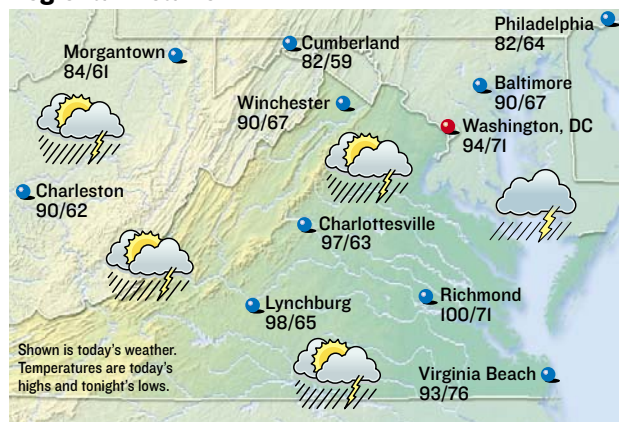 Philadelphia
82/64
Morgantown
84/61
Cumberland
82/59
Baltimore
90/67
Winchester
90/67
Washington, DC
94/71
Charleston
90/62
Charlottesville
97/63
Lynchburg
98/65
Richmond
100/71
Shown is today's weather.
Temperatures are today's
highs and tonight's lows.
Virginia Beach
93/76